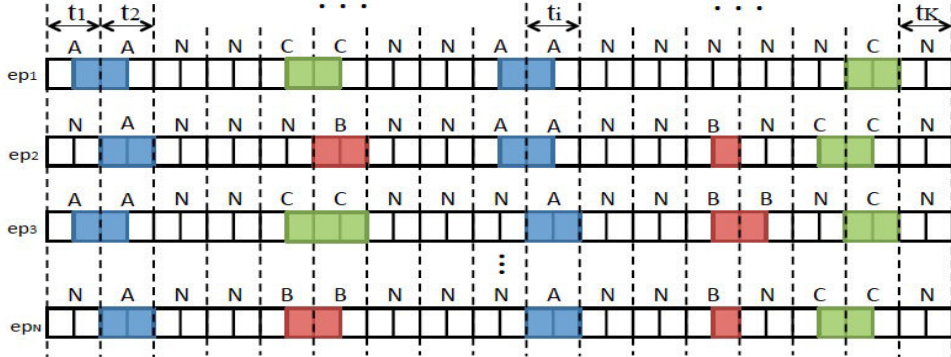 t1 t2 ... ti ... tK
A A N N C C N N A A N N N N N C N
ep1
N A N N N B N N A A N N B N C C N
ep2
A A N N C C N N N A N N B B N C N
ep3
...
N A N N B B N N N A N N B N C C N
epN